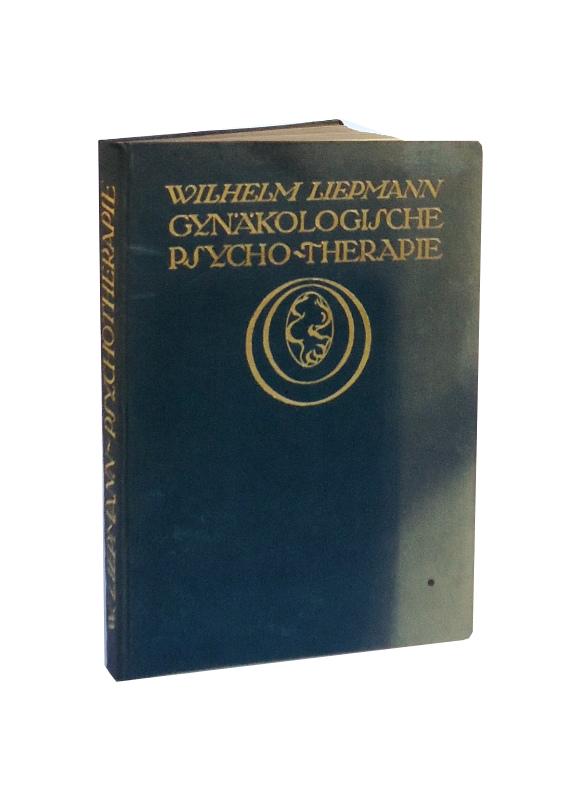 WILHELM LIEPMANN
GYNÄKOLOGISCHE
PSYCHO-THERAPIE
W. LIEPMANN - PSYCHOTHERAPIE